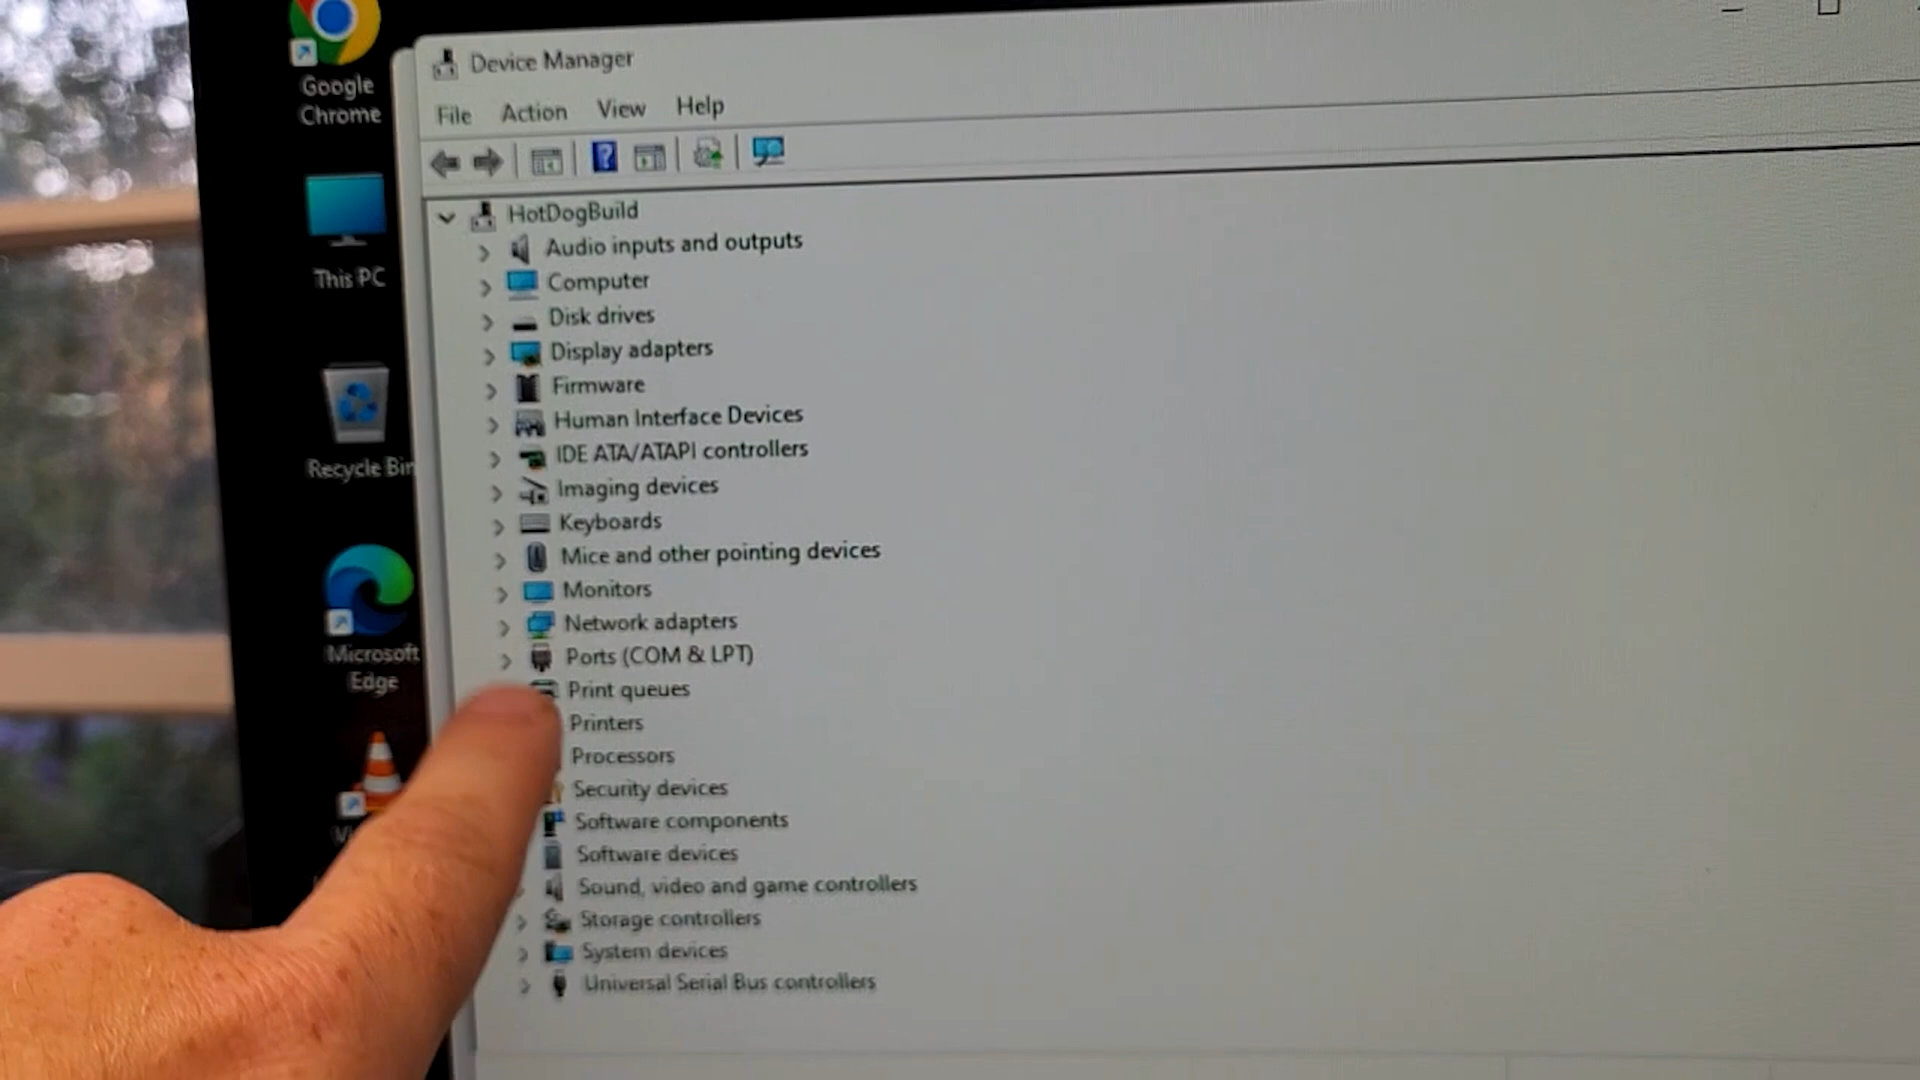 Google
Chrome
This PC
Recycle Bin
Microsoft
Edge
Device Manager
File Action View Help
HotDogBuild
Audio inputs and outputs
Computer
Disk drives
Display adapters
Firmware
Human Interface Devices
IDE ATA/ATAPI controllers
Imaging devices
Keyboards
Mice and other pointing devices
Monitors
Network adapters
Ports (COM & LPT)
Print queues
Printers
Processors
Security devices
Software components
Software devices
Sound, video and game controllers
Storage controllers
System devices
Universal Serial Bus controllers